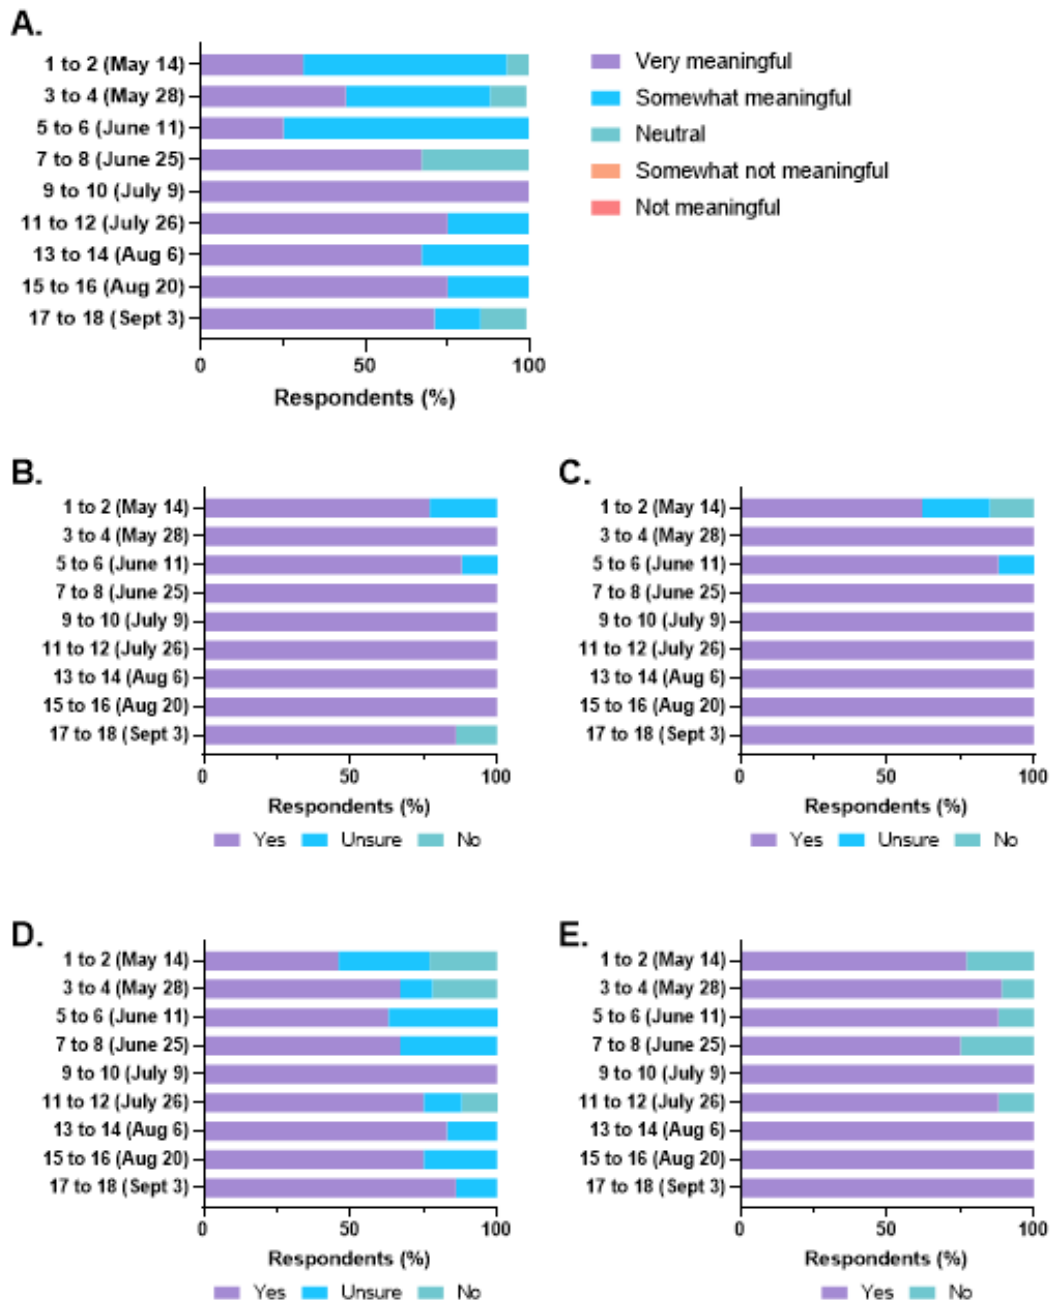 A.
1 to 2 (May 14)
3 to 4 (May 28)
5 to 6 (June 11)
7 to 8 (June 25)
9 to 10 (July 9)
11 to 12 (July 26)
13 to 14 (Aug 6)
15 to 16 (Aug 20)
17 to 18 (Sept 3)
0 50 100
Respondents (%)
Very meaningful
Somewhat meaningful
Neutral
Somewhat not meaningful
Not meaningful
B.
1 to 2 (May 14)
3 to 4 (May 28)
5 to 6 (June 11)
7 to 8 (June 25)
9 to 10 (July 9)
11 to 12 (July 26)
13 to 14 (Aug 6)
15 to 16 (Aug 20)
17 to 18 (Sept 3)
0 50 100
Respondents (%)
Yes Unsure No
C.
1 to 2 (May 14)
3 to 4 (May 28)
5 to 6 (June 11)
7 to 8 (June 25)
9 to 10 (July 9)
11 to 12 (July 26)
13 to 14 (Aug 6)
15 to 16 (Aug 20)
17 to 18 (Sept 3)
0 50 100
Respondents (%)
Yes Unsure No
D.
1 to 2 (May 14)
3 to 4 (May 28)
5 to 6 (June 11)
7 to 8 (June 25)
9 to 10 (July 9)
11 to 12 (July 26)
13 to 14 (Aug 6)
15 to 16 (Aug 20)
17 to 18 (Sept 3)
0 50 100
Respondents (%)
Yes Unsure No
E.
1 to 2 (May 14)
3 to 4 (May 28)
5 to 6 (June 11)
7 to 8 (June 25)
9 to 10 (July 9)
11 to 12 (July 26)
13 to 14 (Aug 6)
15 to 16 (Aug 20)
17 to 18 (Sept 3)
0 50 100
Respondents (%)
Yes No